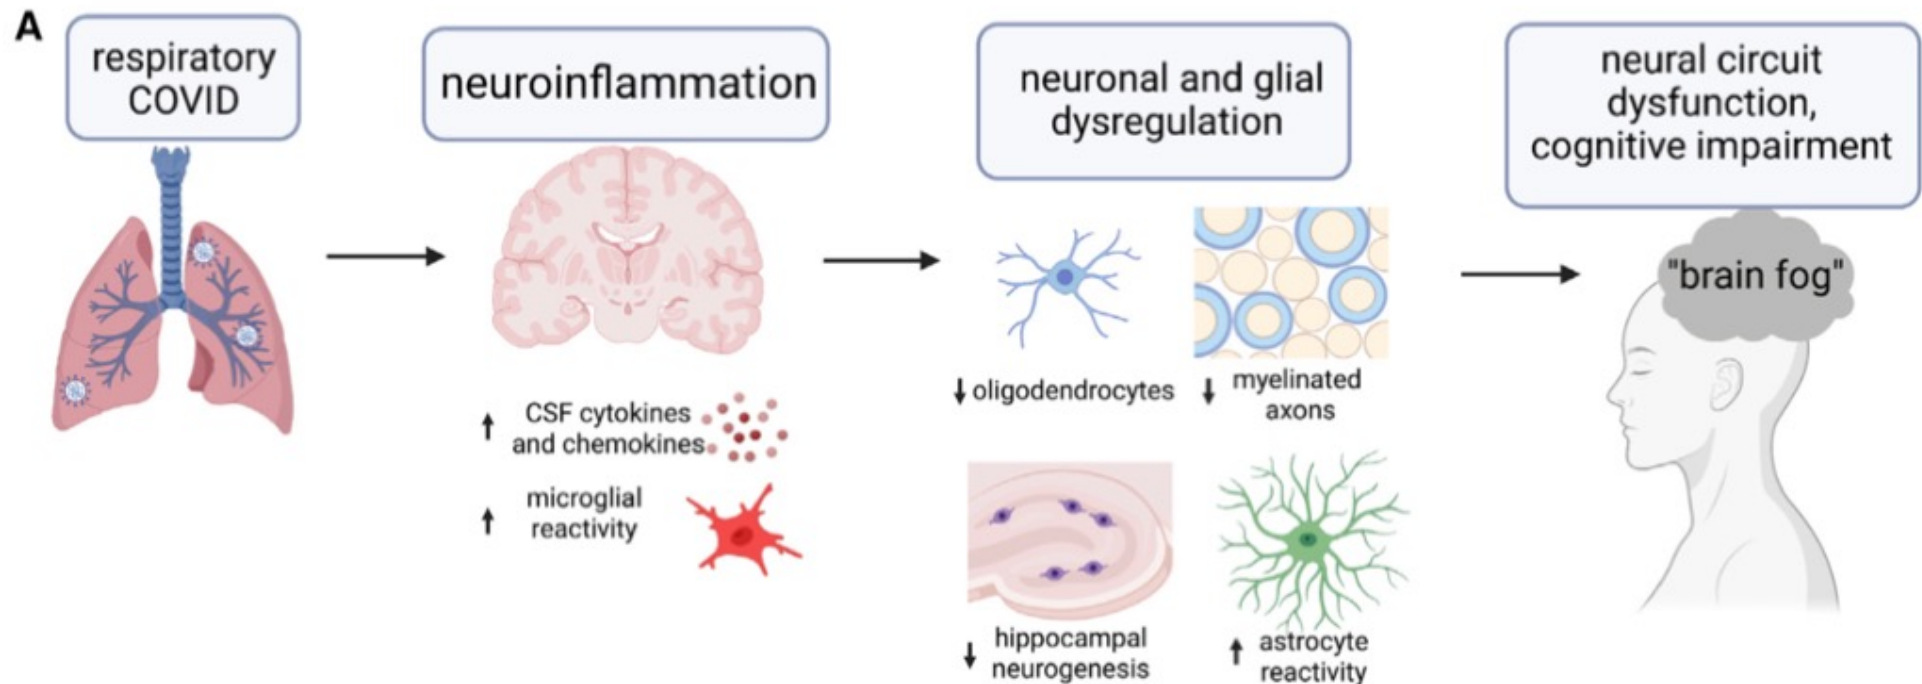 A
respiratory
COVID
neuroinflammation
neuronal and glial
dysregulation
neural circuit
dysfunction,
cognitive impairment
"brain fog"
↑ CSF cytokines
and chemokines
↑ microglial
reactivity
↓ oligodendrocytes
↓ myelinated
axons
↓ hippocampal
neurogenesis
↑ astrocyte
reactivity